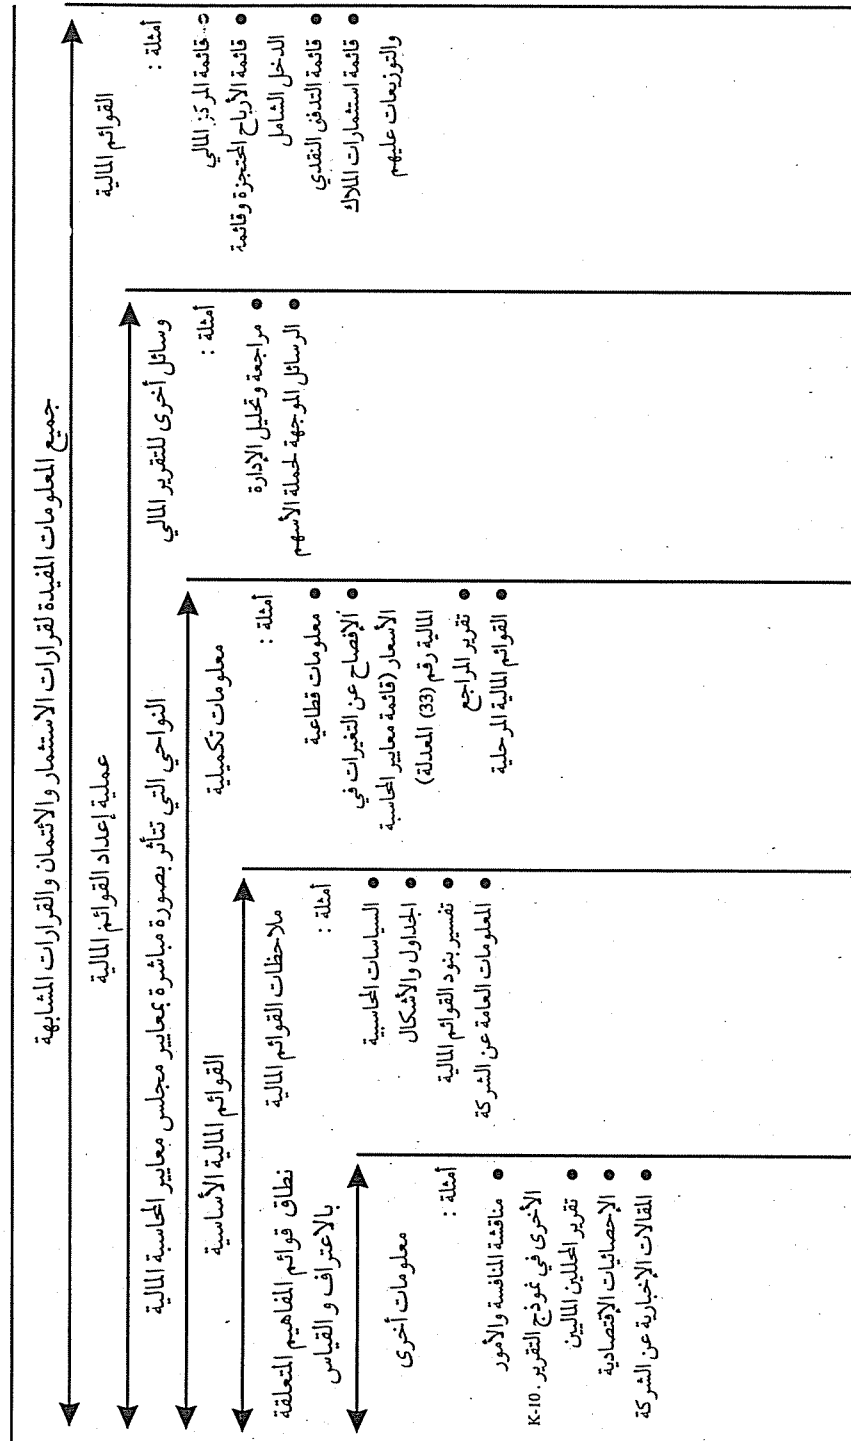 جميع المعلومات المفيدة لقرارات الاستثمار والائتمان والقرارات المشابهة
عملية إعداد القوائم المالية
النواحي التي تتأثر بصورة مباشرة بمعايير مجلس معايير المحاسبة المالية
القوائم المالية الأساسية
نطاق قوائم المفاهيم المتعلقة
بالاعتراف والقياس
القوائم المالية
أمثلة :
قائمة المركز المالي
• قائمة الأرباح المحتجزة وقائمة
الدخل الشامل
• قائمة التدفق النقدي
• قائمة استثمارات الملاك
والتوزيعات عليهم
وسائل أخرى للتقرير المالي
أمثلة :
• مراجعة وتحليل الإدارة
• الرسائل الموجهة لحملة الأسهم
معلومات تكميلية
أمثلة :
• معلومات قطاعية
• الإفصاح عن التغيرات في
الأسعار (قائمة معايير المحاسبة
المالية رقم (33) المعدلة)
• تقرير المراجع
• القوائم المالية المرحلية
ملاحظات القوائم المالية
أمثلة :
• السياسات المحاسبية
• الجداول والأشكال
• تفسير بنود القوائم المالية
• المعلومات العامة عن الشركة
معلومات أخرى
أمثلة :
• مناقشة المنافسة والأمور
الأخرى في نموذج التقرير K-10.
• تقرير المحللين الماليين
• الإحصائيات الإقتصادية
• المقالات الإخبارية عن الشركة